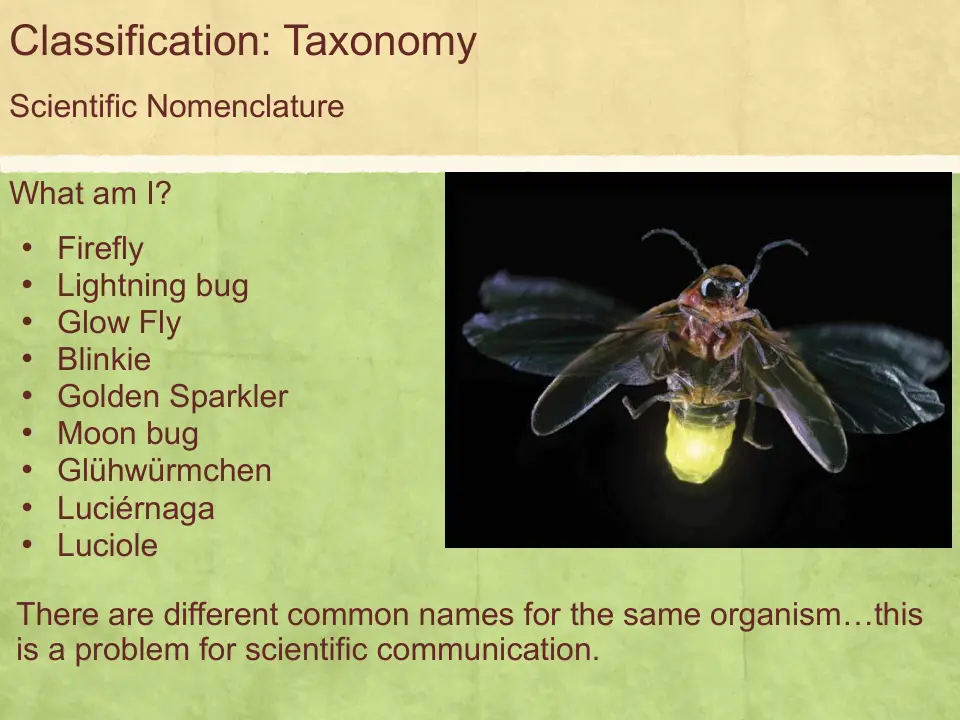 Classification: Taxonomy
Scientific Nomenclature
What am I?
• Firefly
• Lightning bug
• Glow Fly
• Blinkie
• Golden Sparkler
• Moon bug
• Glühwürmchen
• Luciérnaga
• Luciole
There are different common names for the same organism…this
is a problem for scientific communication.